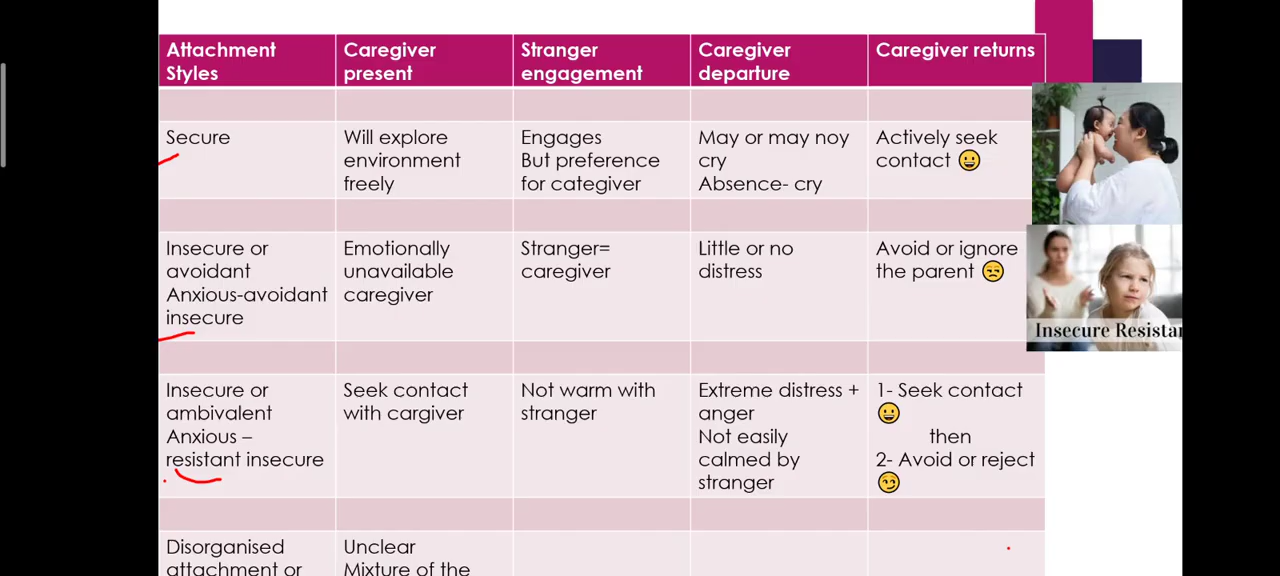 Attachment
Styles
Caregiver
present
Stranger
engagement
Caregiver
departure
Caregiver returns
Secure
Will explore
environment
freely
Engages
But preference
for categiver
May or may noy
cry
Absence- cry
Actively seek
contact 😀
Insecure or
avoidant
Anxious-avoidant
insecure
Emotionally
unavailable
caregiver
Stranger=
caregiver
Little or no
distress
Avoid or ignore
the parent 😒
Insecure Resista
Insecure or
ambivalent
Anxious –
resistant insecure
Seek contact
with cargiver
Not warm with
stranger
Extreme distress +
anger
Not easily
calmed by
stranger
1- Seek contact
😀
then
2- Avoid or reject
😏
Disorganised
attachment or
Unclear
Mixture of the